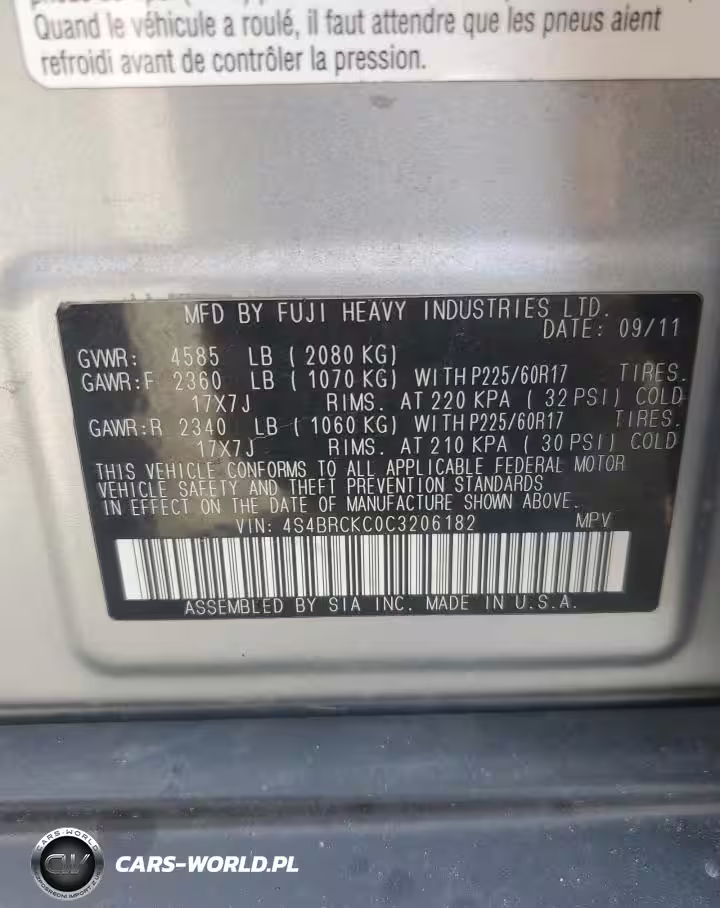 Quand le véhicule a roulé, il faut attendre que les pneus aient
refroidi avant de contrôler la pression.
MFD BY FUJI HEAVY INDUSTRIES LTD.
DATE: 09/11
GVWR: 4585 LB ( 2080 KG)
GAWR:F 2360 LB ( 1070 KG) WITH P225/60R17 TIRES.
17X7J RIMS. AT 220 KPA ( 32 PSI) COLD
GAWR:R 2340 LB ( 1060 KG) WITH P225/60R17 TIRES.
17X7J RIMS. AT 210 KPA ( 30 PSI) COLD
THIS VEHICLE CONFORMS TO ALL APPLICABLE FEDERAL MOTOR
VEHICLE SAFETY AND THEFT PREVENTION STANDARDS
IN EFFECT ON THE DATE OF MANUFACTURE SHOWN ABOVE.
VIN: 4S4BRCKC0C3206182 MPV
ASSEMBLED BY SIA INC. MADE IN U.S.A.
CARS-WORLD
CW
CARS-WORLD.PL